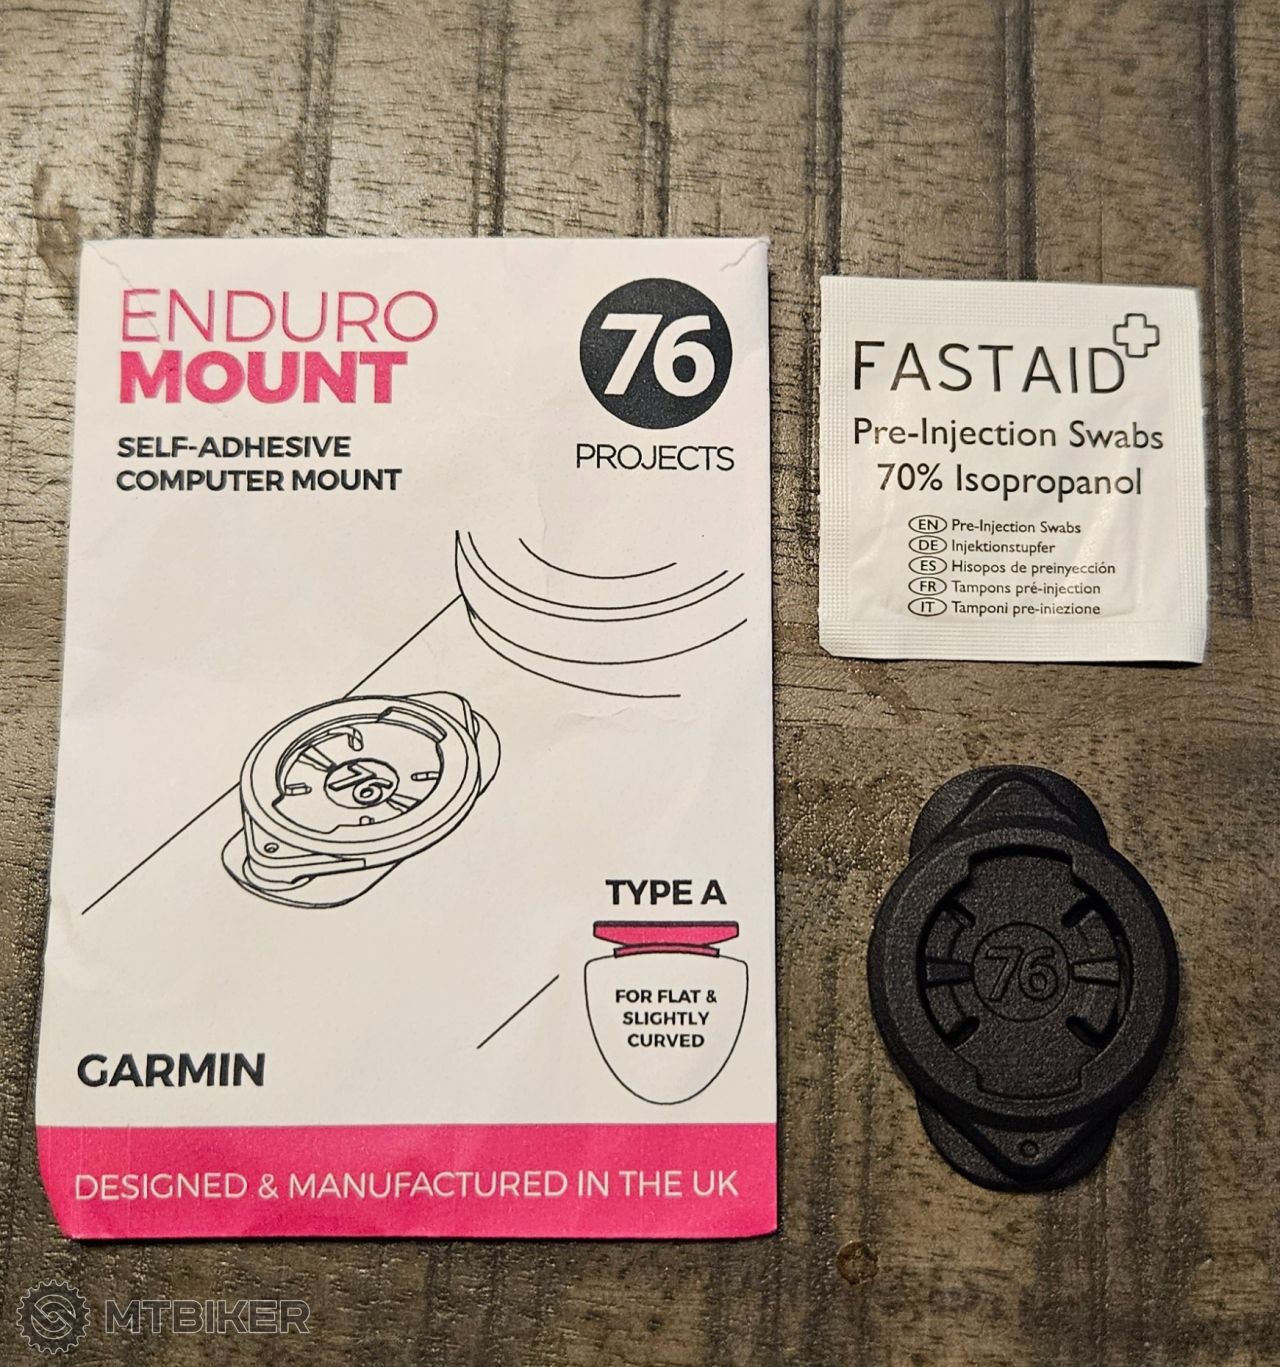 ENDURO
MOUNT
SELF-ADHESIVE
COMPUTER MOUNT
76
PROJECTS
76
TYPE A
FOR FLAT &
SLIGHTLY
CURVED
GARMIN
DESIGNED & MANUFACTURED IN THE UK
FASTAID
Pre-Injection Swabs
70% Isopropanol
EN Pre-Injection Swabs
DE Injektionstupfer
ES Hisopos de preinyección
FR Tampons pré-injection
IT Tamponi pre-iniezione
76
MTBIKER